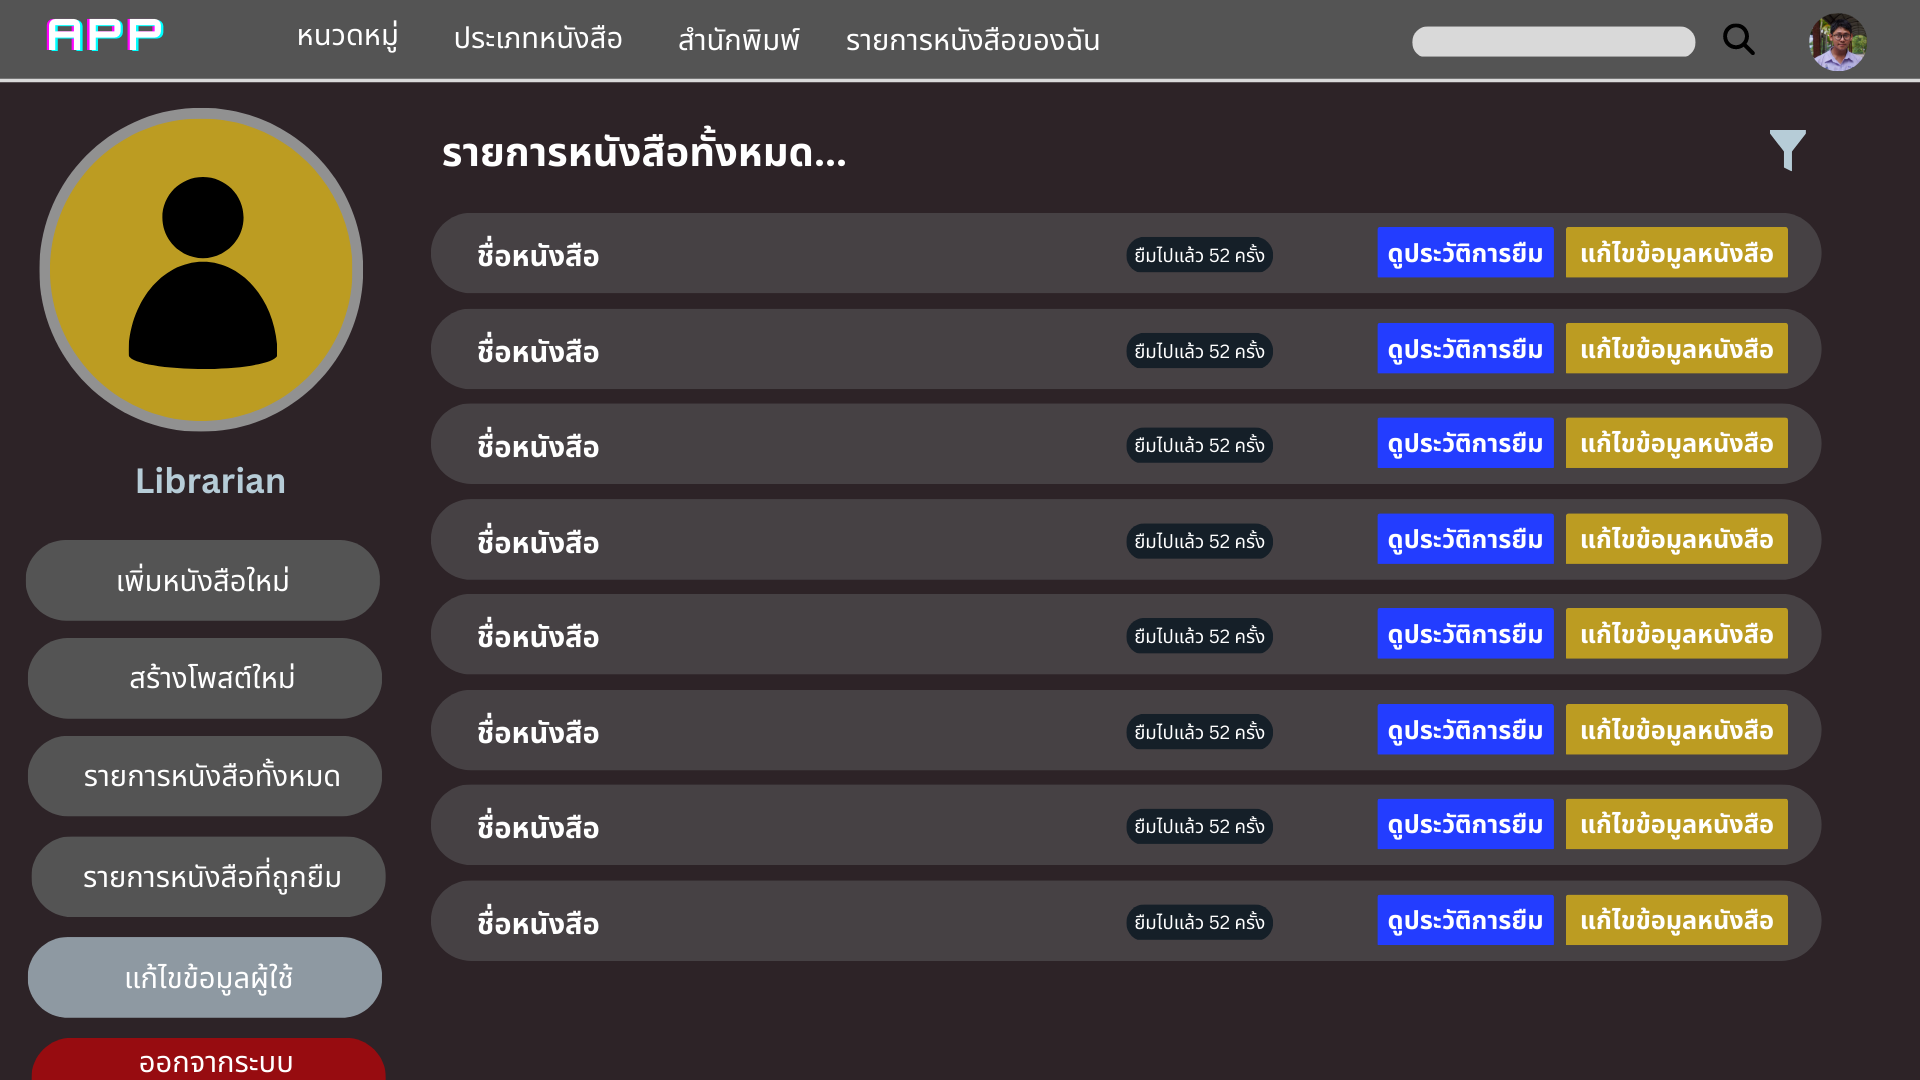 APP
หนวดหมู่ ประเภทหนังสือ สำนักพิมพ์ รายการหนังสือของฉัน
Librarian
เพิ่มหนังสือใหม่
สร้างโพสต์ใหม่
รายการหนังสือทั้งหมด
รายการหนังสือที่ถูกยืม
แก้ไขข้อมูลผู้ใช้
ออกจากระบบ
รายการหนังสือทั้งหมด...
ชื่อหนังสือ ยืมไปแล้ว 52 ครั้ง ดูประวัติการยืม แก้ไขข้อมูลหนังสือ
ชื่อหนังสือ ยืมไปแล้ว 52 ครั้ง ดูประวัติการยืม แก้ไขข้อมูลหนังสือ
ชื่อหนังสือ ยืมไปแล้ว 52 ครั้ง ดูประวัติการยืม แก้ไขข้อมูลหนังสือ
ชื่อหนังสือ ยืมไปแล้ว 52 ครั้ง ดูประวัติการยืม แก้ไขข้อมูลหนังสือ
ชื่อหนังสือ ยืมไปแล้ว 52 ครั้ง ดูประวัติการยืม แก้ไขข้อมูลหนังสือ
ชื่อหนังสือ ยืมไปแล้ว 52 ครั้ง ดูประวัติการยืม แก้ไขข้อมูลหนังสือ
ชื่อหนังสือ ยืมไปแล้ว 52 ครั้ง ดูประวัติการยืม แก้ไขข้อมูลหนังสือ
ชื่อหนังสือ ยืมไปแล้ว 52 ครั้ง ดูประวัติการยืม แก้ไขข้อมูลหนังสือ